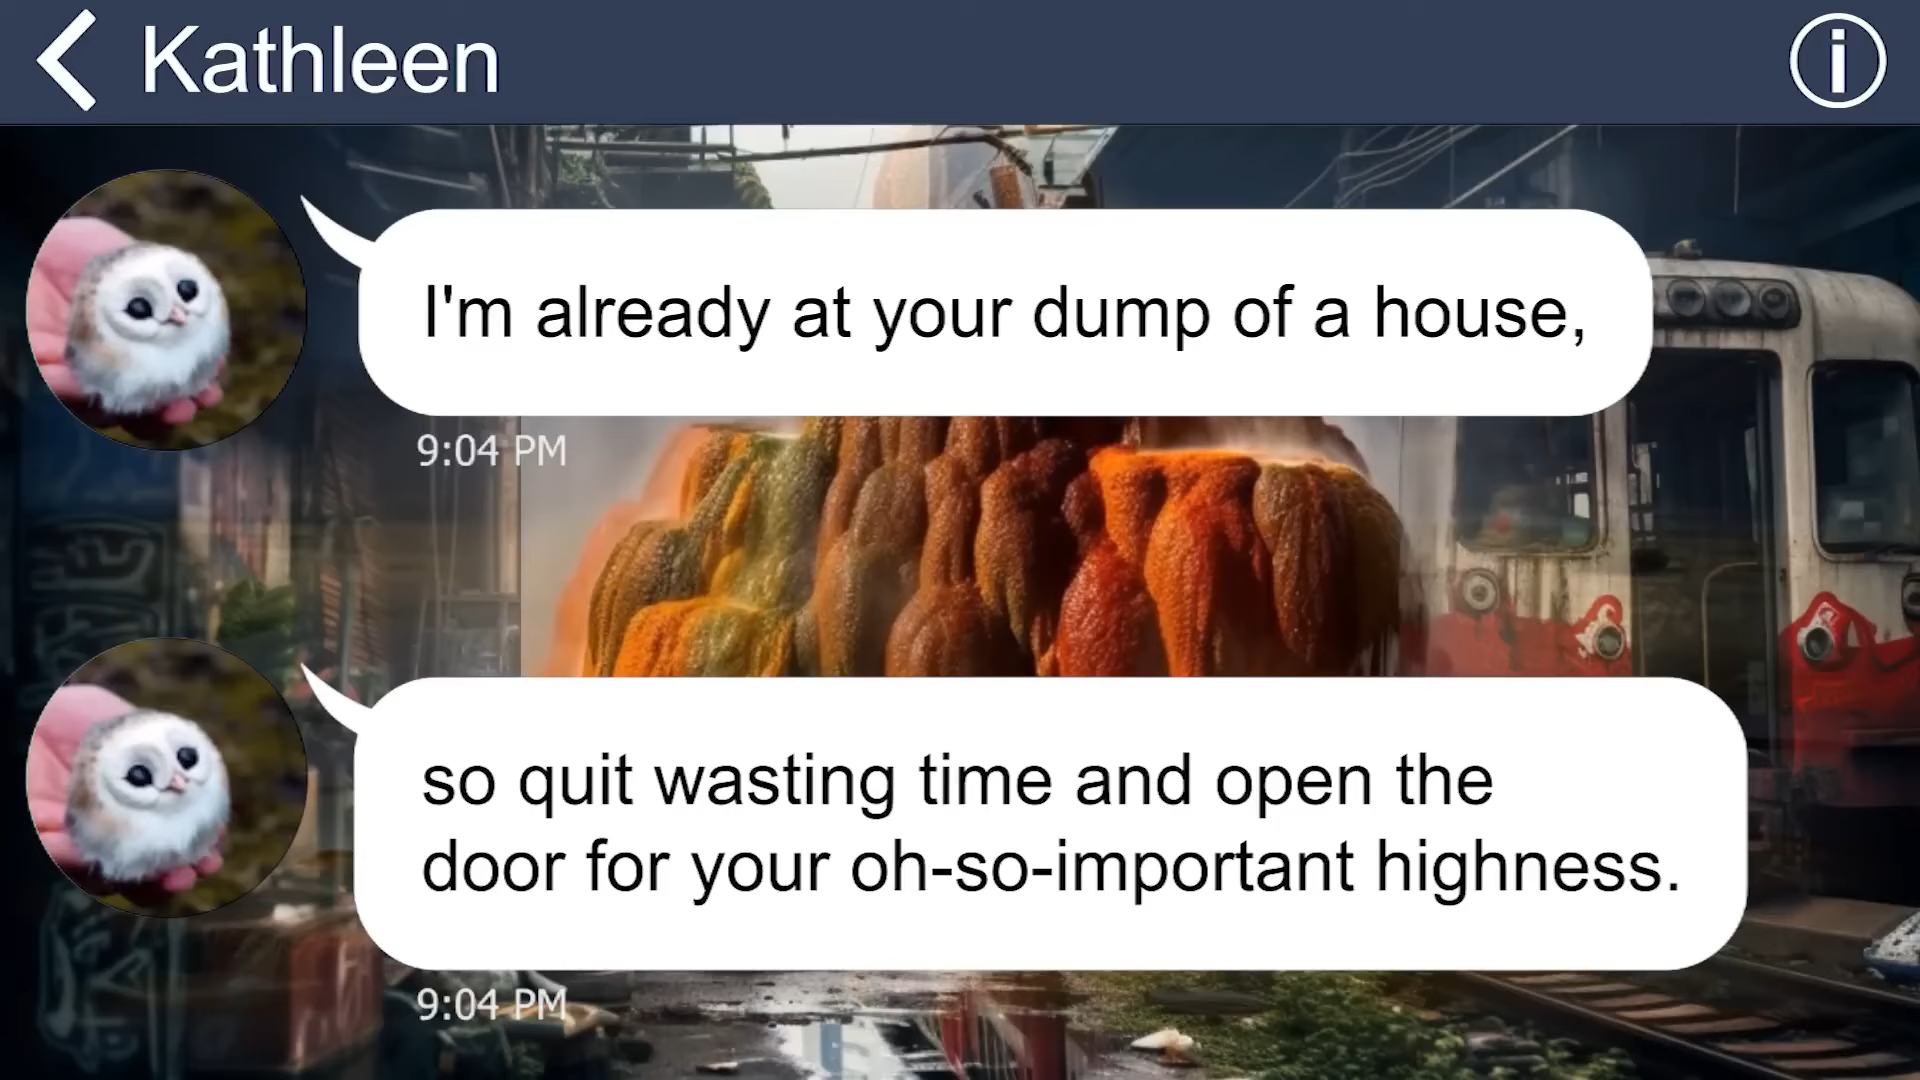 Kathleen
I'm already at your dump of a house,
9:04 PM
so quit wasting time and open the
door for your oh-so-important highness.
9:04 PM